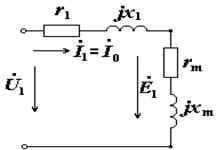 r₁ jx₁
İ₁ = İ₀
rₘ
U̇₁ Ė₁
jxₘ